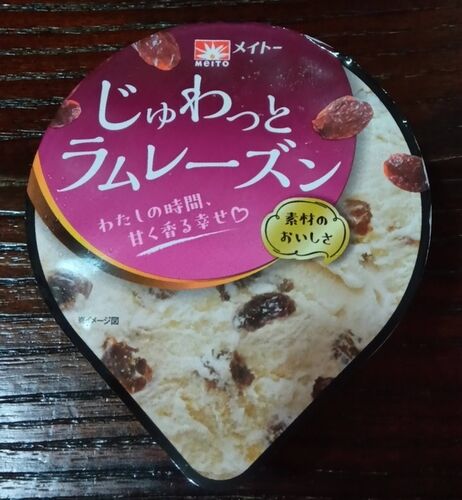 MEITO メイトー
じゅわっと
ラムレーズン
わたしの時間、
甘く香る幸せ♡
素材の
おいしさ
※イメージ図